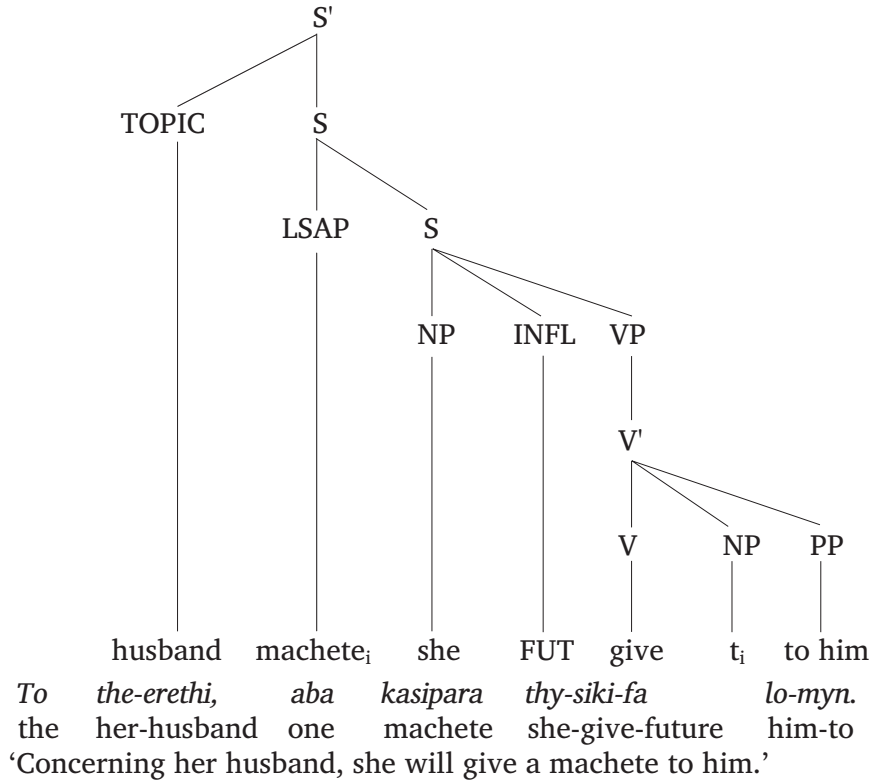 S'
TOPIC S
LSAP S
NP INFL VP
V'
V NP PP
husband macheteᵢ she FUT give tᵢ to him
To the-erethi, aba kasipara thy-siki-fa lo-myn.
the her-husband one machete she-give-future him-to
‘Concerning her husband, she will give a machete to him.’